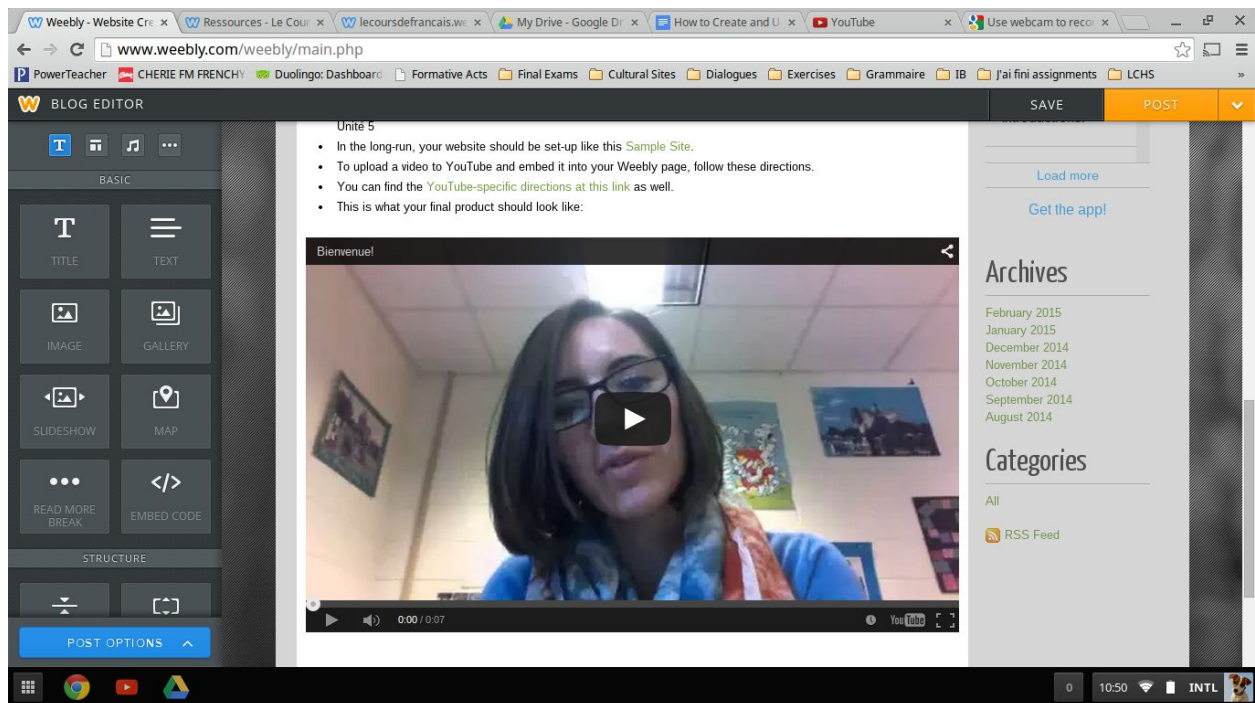 Weebly - Website Cre
Ressources - Le Cour
lecoursdefrancais.we
My Drive - Google Dr
How to Create and U
YouTube
Use webcam to recor
www.weebly.com/weebly/main.php
PowerTeacher
CHERIE FM FRENCHY
Duolingo: Dashboard
Formative Acts
Final Exams
Cultural Sites
Dialogues
Exercises
Grammaire
IB
J'ai fini assignments
LCHS
»
BLOG EDITOR
SAVE
POST
BASIC
TITLE
TEXT
IMAGE
GALLERY
SLIDESHOW
MAP
READ MORE
BREAK
EMBED CODE
STRUCTURE
POST OPTIONS
Unité 5
• In the long-run, your website should be set-up like this Sample Site.
• To upload a video to YouTube and embed it into your Weebly page, follow these directions.
• You can find the YouTube-specific directions at this link as well.
• This is what your final product should look like:
Bienvenue!
0:00 / 0:07
YouTube
Load more
Get the app!
Archives
February 2015
January 2015
December 2014
November 2014
October 2014
September 2014
August 2014
Categories
All
RSS Feed
0
10:50
INTL